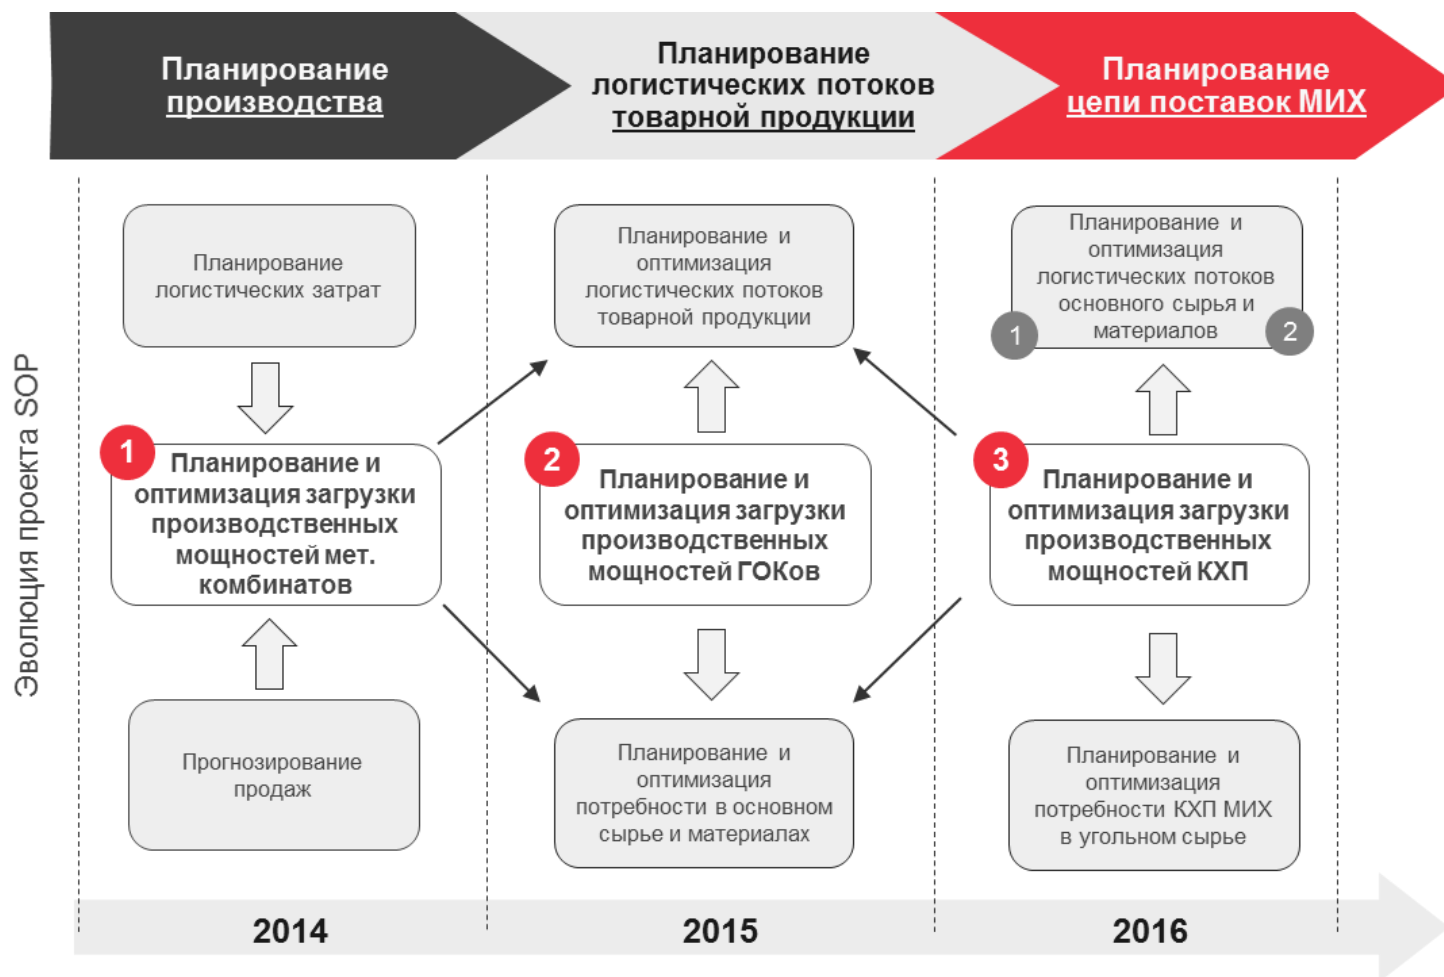 Планирование
производства
Планирование
логистических потоков
товарной продукции
Планирование
цепи поставок МИХ
Эволюция проекта SOP
Планирование
логистических затрат
1
Планирование и
оптимизация загрузки
производственных
мощностей мет.
комбинатов
Прогнозирование
продаж
Планирование и
оптимизация
логистических потоков
товарной продукции
2
Планирование и
оптимизация загрузки
производственных
мощностей ГОКов
Планирование и
оптимизация
потребности в основном
сырье и материалах
Планирование и
оптимизация
логистических потоков
основного сырья и
материалов
1
2
3
Планирование и
оптимизация загрузки
производственных
мощностей КХП
Планирование и
оптимизация
потребности КХП МИХ
в угольном сырье
2014
2015
2016